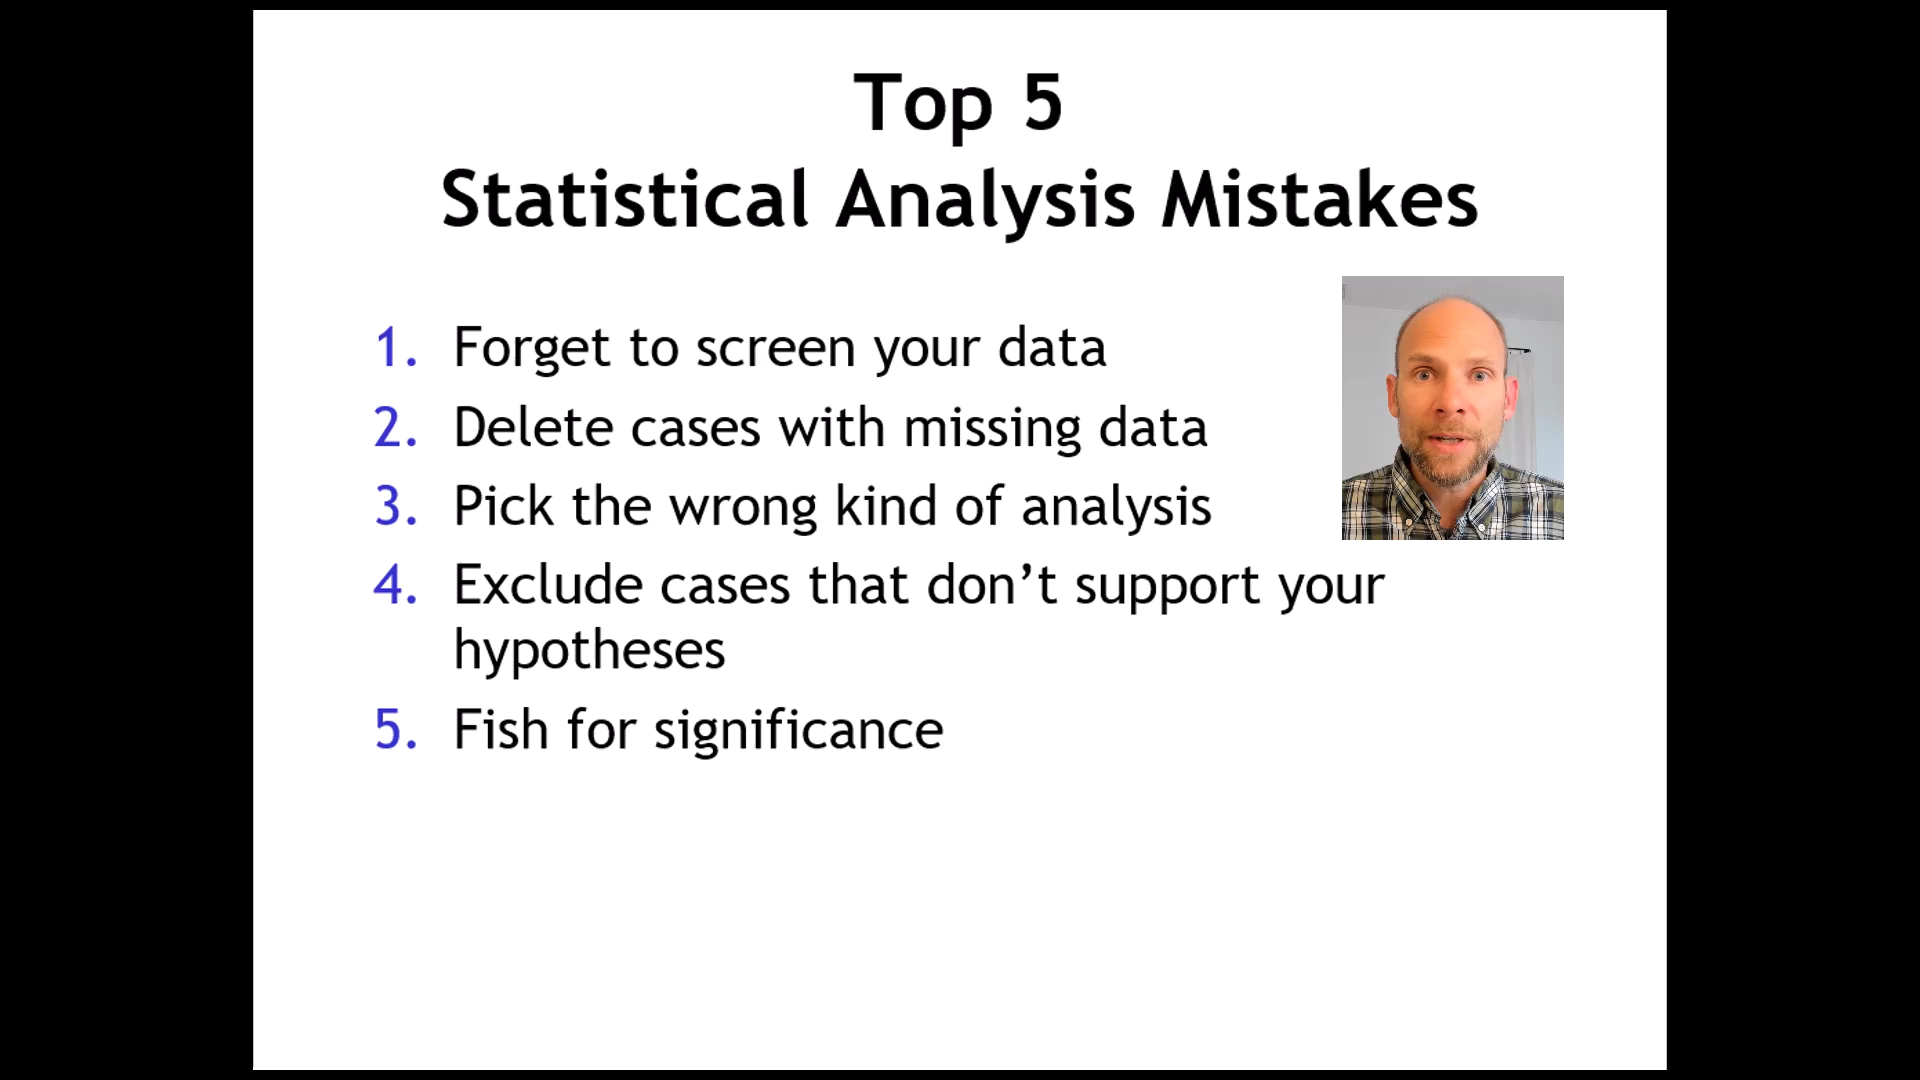 Top 5
Statistical Analysis Mistakes
1. Forget to screen your data
2. Delete cases with missing data
3. Pick the wrong kind of analysis
4. Exclude cases that don’t support your
hypotheses
5. Fish for significance